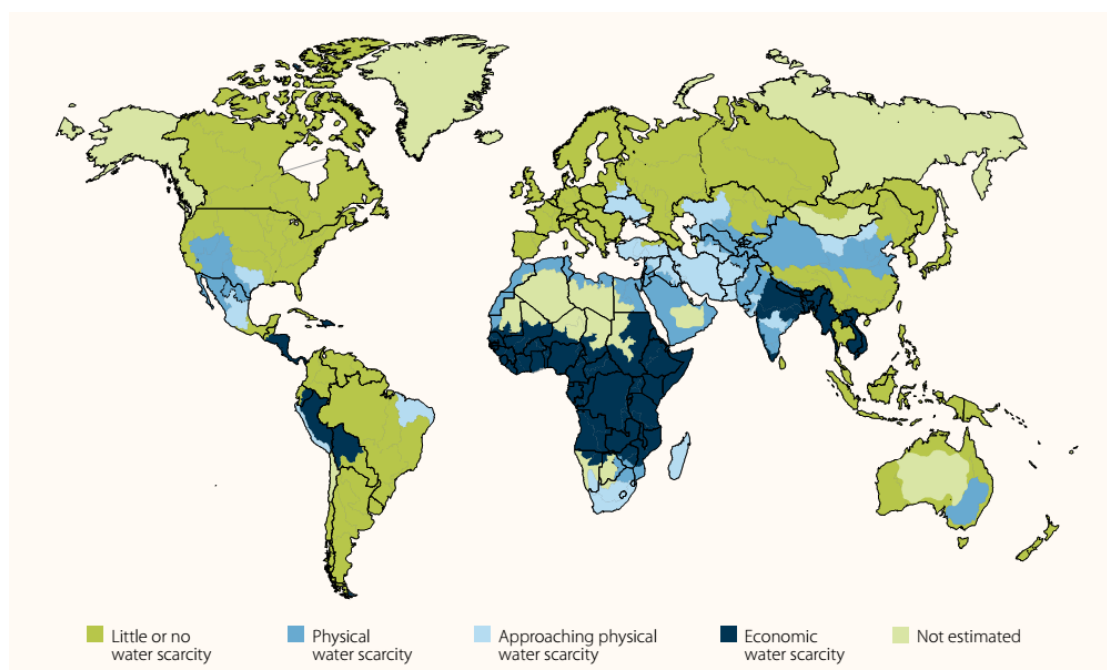 Little or no
water scarcity
Physical
water scarcity
Approaching physical
water scarcity
Economic
water scarcity
Not estimated